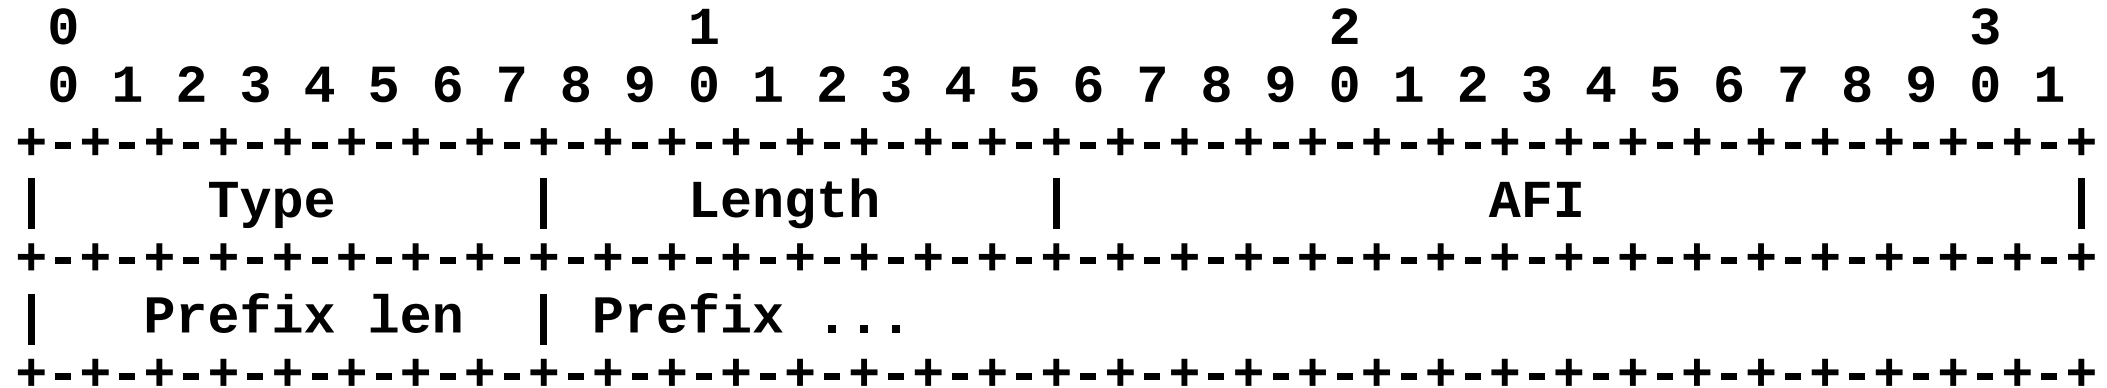 0                   1                   2                   3
 0 1 2 3 4 5 6 7 8 9 0 1 2 3 4 5 6 7 8 9 0 1 2 3 4 5 6 7 8 9 0 1
+-+-+-+-+-+-+-+-+-+-+-+-+-+-+-+-+-+-+-+-+-+-+-+-+-+-+-+-+-+-+-+-+
|     Type      |    Length     |             AFI               |
+-+-+-+-+-+-+-+-+-+-+-+-+-+-+-+-+-+-+-+-+-+-+-+-+-+-+-+-+-+-+-+-+
|   Prefix len  | Prefix ...
+-+-+-+-+-+-+-+-+-+-+-+-+-+-+-+-+-+-+-+-+-+-+-+-+-+-+-+-+-+-+-+-+